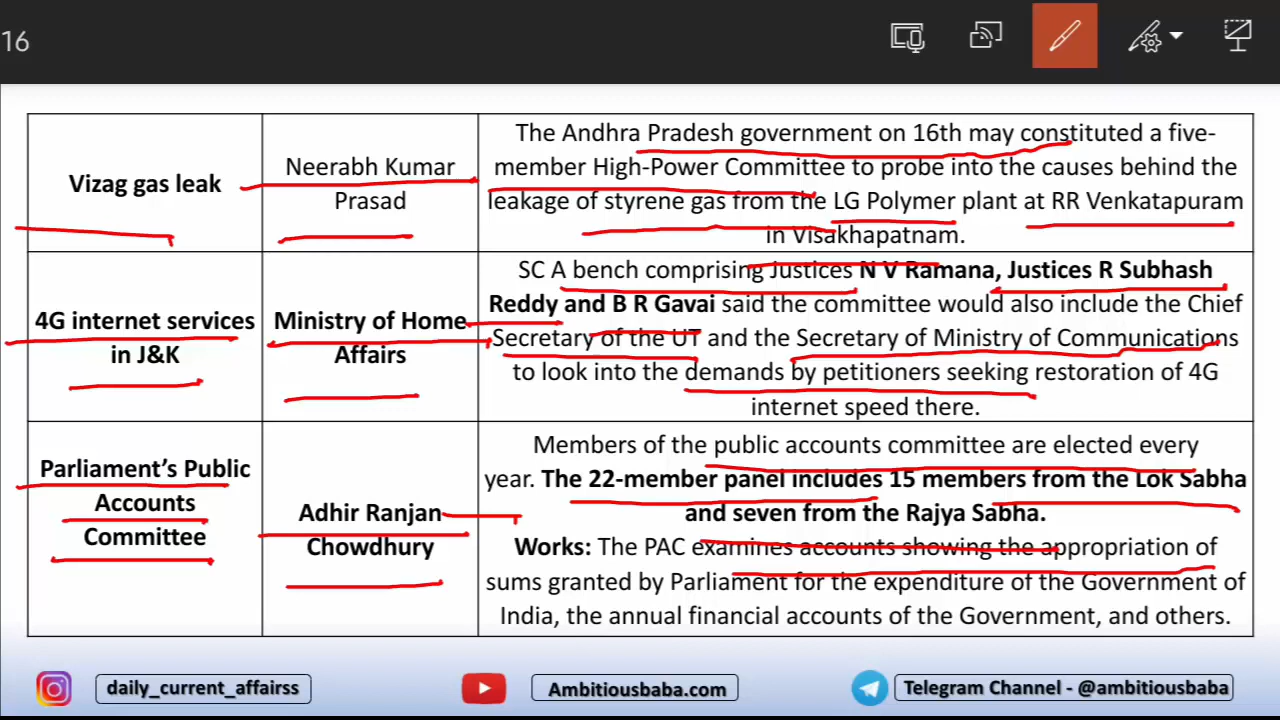 16
Vizag gas leak
Neerabh Kumar
Prasad
The Andhra Pradesh government on 16th may constituted a five-
member High-Power Committee to probe into the causes behind the
leakage of styrene gas from the LG Polymer plant at RR Venkatapuram
in Visakhapatnam.
4G internet services
in J&K
Ministry of Home
Affairs
SC A bench comprising Justices N V Ramana, Justices R Subhash
Reddy and B R Gavai said the committee would also include the Chief
Secretary of the UT and the Secretary of Ministry of Communications
to look into the demands by petitioners seeking restoration of 4G
internet speed there.
Parliament's Public
Accounts
Committee
Adhir Ranjan
Chowdhury
Members of the public accounts committee are elected every
year. The 22-member panel includes 15 members from the Lok Sabha
and seven from the Rajya Sabha.
Works: The PAC examines accounts showing the appropriation of
sums granted by Parliament for the expenditure of the Government of
India, the annual financial accounts of the Government, and others.
daily_current_affairss
Ambitiousbaba.com
Telegram Channel - @ambitiousbaba